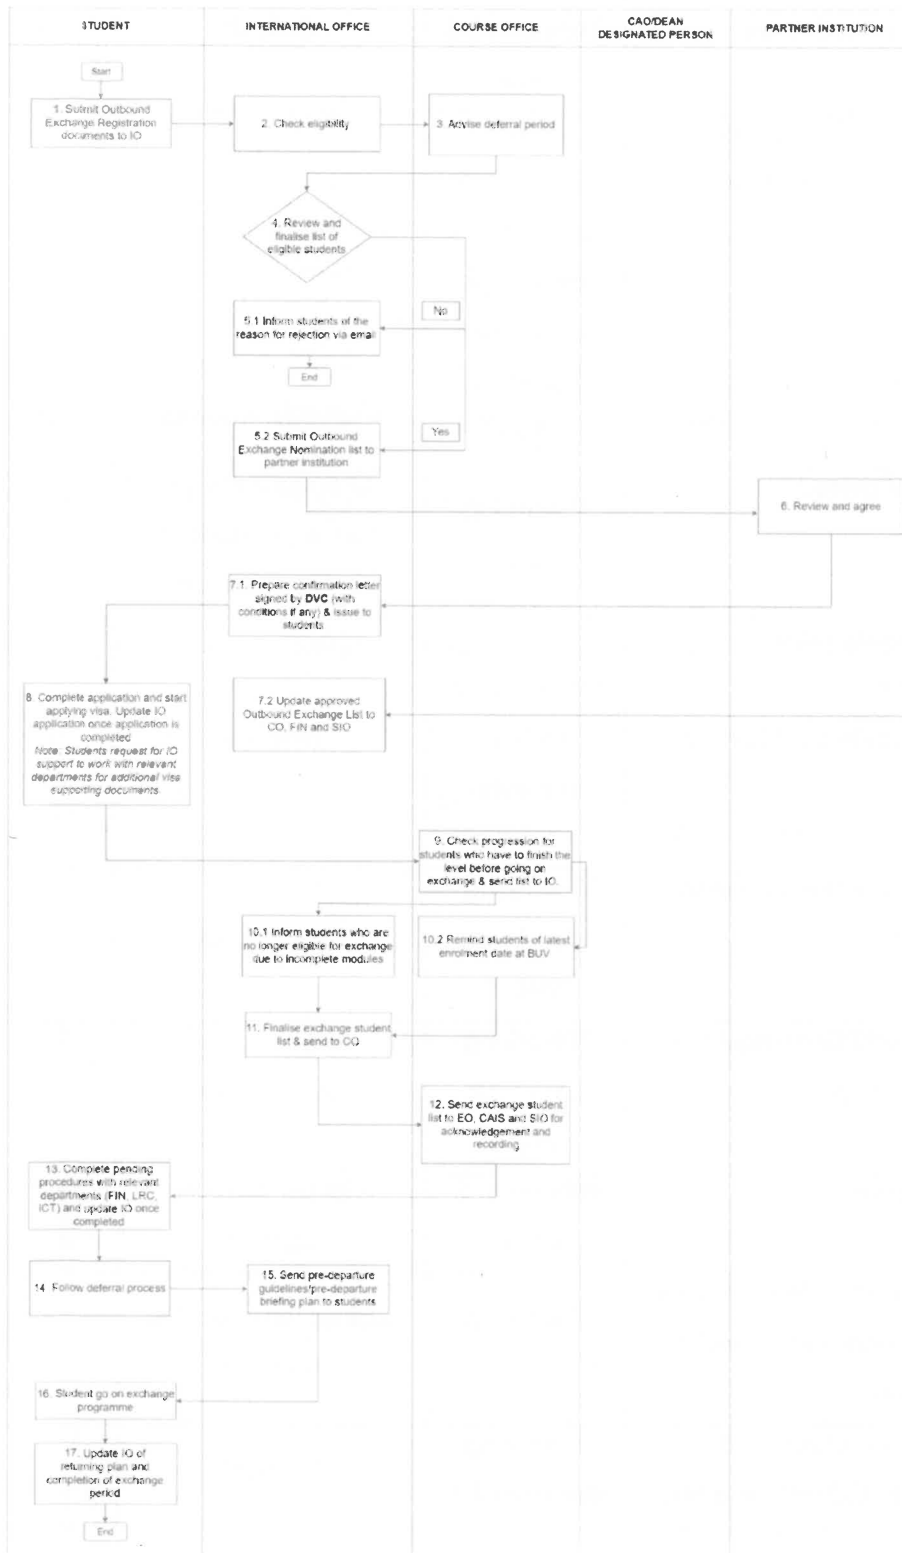 STUDENT
INTERNATIONAL OFFICE
COURSE OFFICE
CAO/DEAN
DESIGNATED PERSON
PARTNER INSTITUTION
Start
1. Submit Outbound
Exchange Registration
documents to IO
2. Check eligibility
3. Advise deferral period
4. Review and
finalise list of
eligible students
No
5.1 Inform students of the
reason for rejection via email
End
Yes
5.2 Submit Outbound
Exchange Nomination list to
partner institution
6. Review and agree
7.1. Prepare confirmation letter
signed by DVC (with
conditions if any) & issue to
students
8. Complete application and start
applying visa. Update IO
application once application is
completed
Note: Students request for IO
support to work with relevant
departments for additional visa
supporting documents
7.2 Update approved
Outbound Exchange List to
CO, FIN and SIO
9. Check progression for
students who have to finish the
level before going on
exchange & send list to IO.
10.1 Inform students who are
no longer eligible for exchange
due to incomplete modules
10.2 Remind students of latest
enrolment date at BUV
11. Finalise exchange student
list & send to CO
12. Send exchange student
list to EO, CAIS and SIO for
acknowledgement and
recording
13. Complete pending
procedures with relevant
departments (FIN, LRC,
ICT) and update IO once
completed
14. Follow deferral process
15. Send pre-departure
guidelines/pre-departure
briefing plan to students
16. Student go on exchange
programme
17. Update IO of
returning plan and
completion of exchange
period
End